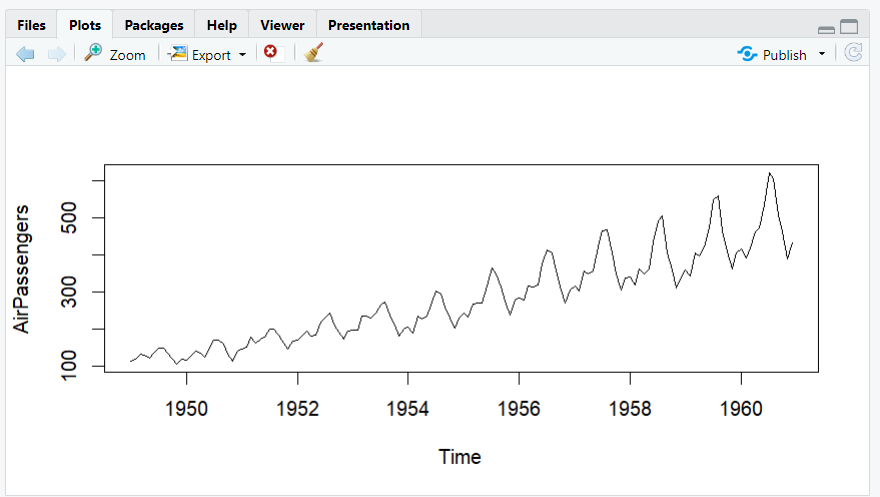 Files Plots Packages Help Viewer Presentation
Zoom Export Publish
AirPassengers
500
300
100
1950 1952 1954 1956 1958 1960
Time